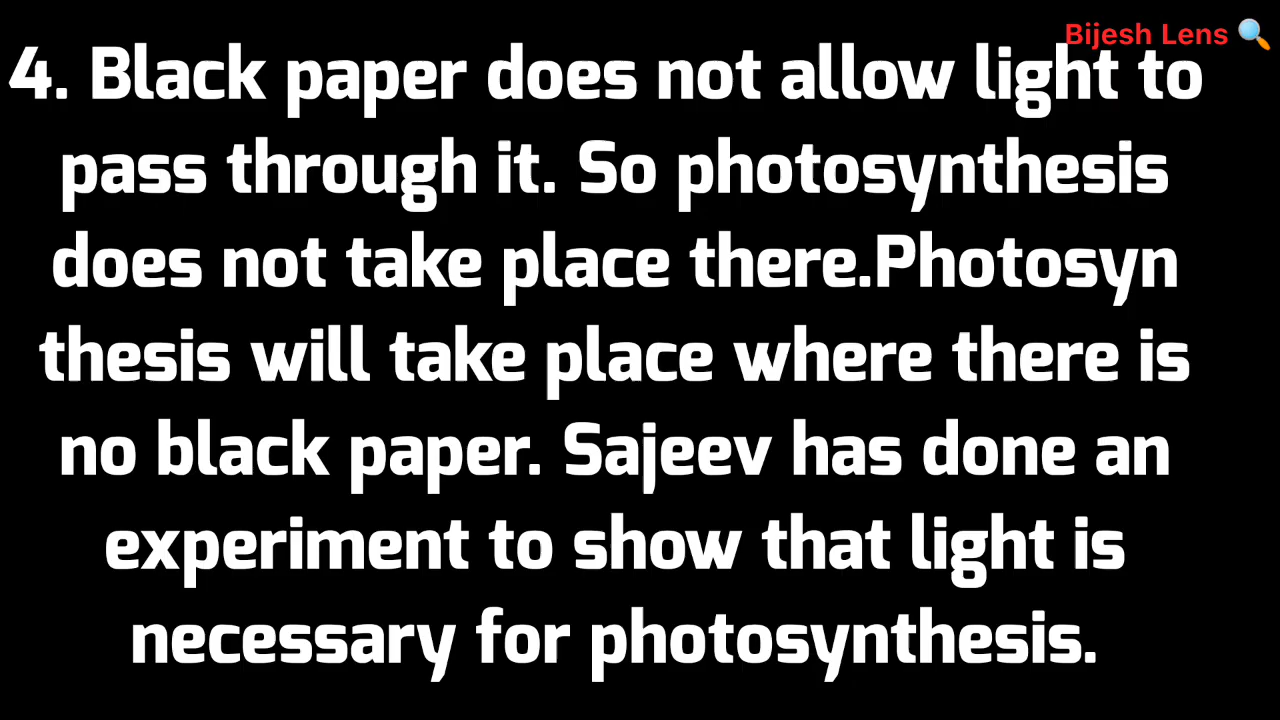 Bijesh Lens 🔍
4. Black paper does not allow light to
pass through it. So photosynthesis
does not take place there.Photosyn
thesis will take place where there is
no black paper. Sajeev has done an
experiment to show that light is
necessary for photosynthesis.